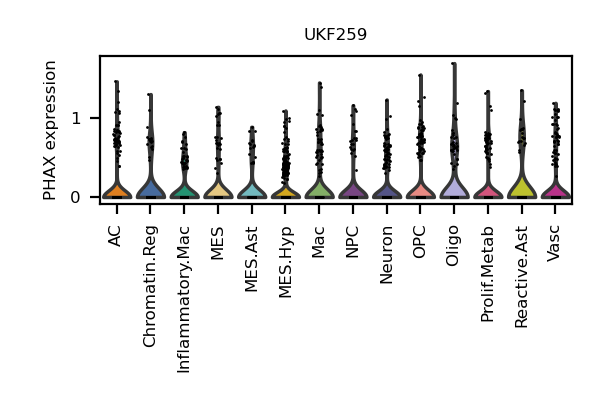 UKF259
PHAX expression
1
0
AC
Chromatin.Reg
Inflammatory.Mac
MES
MES.Ast
MES.Hyp
Mac
NPC
Neuron
OPC
Oligo
Prolif.Metab
Reactive.Ast
Vasc